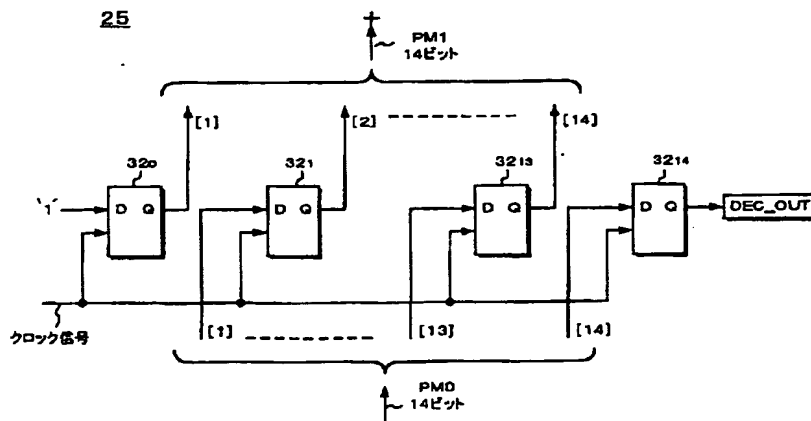 25
PM1
14ビット
[1]
[2]
[14]
32₀
32₁
32₁₃
32₁₄
'1'
D Q
D Q
D Q
D Q
DEC_OUT
クロック信号
[1]
[13]
[14]
PM0
14ビット